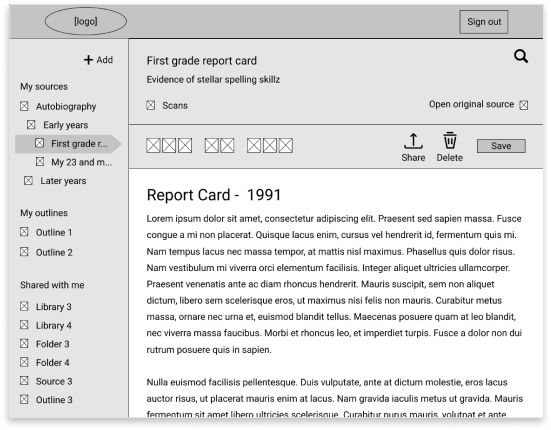 [logo]
Sign out
Add
My sources
Autobiography
Early years
First grade r...
My 23 and m...
Later years
My outlines
Outline 1
Outline 2
Shared with me
Library 3
Library 4
Folder 3
Folder 4
Source 3
Outline 3
First grade report card
Evidence of stellar spelling skillz
Scans
Open original source
Share
Delete
Save
Report Card - 1991
Lorem ipsum dolor sit amet, consectetur adipiscing elit. Praesent sed sapien massa. Fusce
congue a mi non placerat. Quisque lacus enim, cursus vel hendrerit id, fermentum quis mi.
Nam tempus lacus nec massa tempor, at mattis nisl maximus. Phasellus quis dolor risus.
Nam vestibulum mi viverra orci elementum facilisis. Integer aliquet ultricies ullamcorper.
Praesent venenatis ante ac diam rhoncus hendrerit. Mauris suscipit, sem non aliquet
dictum, libero sem scelerisque eros, ut maximus nisi felis non mauris. Curabitur metus
massa, ornare nec urna et, euismod blandit tellus. Maecenas posuere quam at leo blandit,
nec viverra massa faucibus. Morbi et rhoncus leo, et imperdiet turpis. Fusce a dolor non dui
rutrum posuere quis in sapien.
Nulla euismod facilisis pellentesque. Duis vulputate, ante at dictum molestie, eros lacus
auctor risus, ut placerat mauris enim at lacus. Nam gravida iaculis metus ut gravida. Mauris
fermentum sit amet libero ultricies scelerisque. Curabitur purus mauris, volutpat et ante